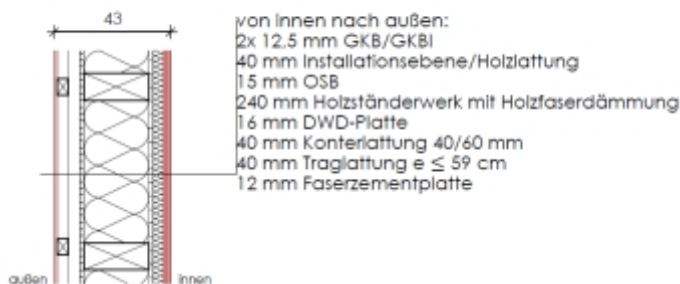 43
von innen nach außen:
2x 12,5 mm GKB/GKBI
40 mm Installationsebene/Holzlattung
15 mm OSB
240 mm Holzständerwerk mit Holzfaserdämmung
16 mm DWD-Platte
40 mm Konterlattung 40/60 mm
40 mm Traglattung e ≤ 59 cm
12 mm Faserzementplatte
außen
innen